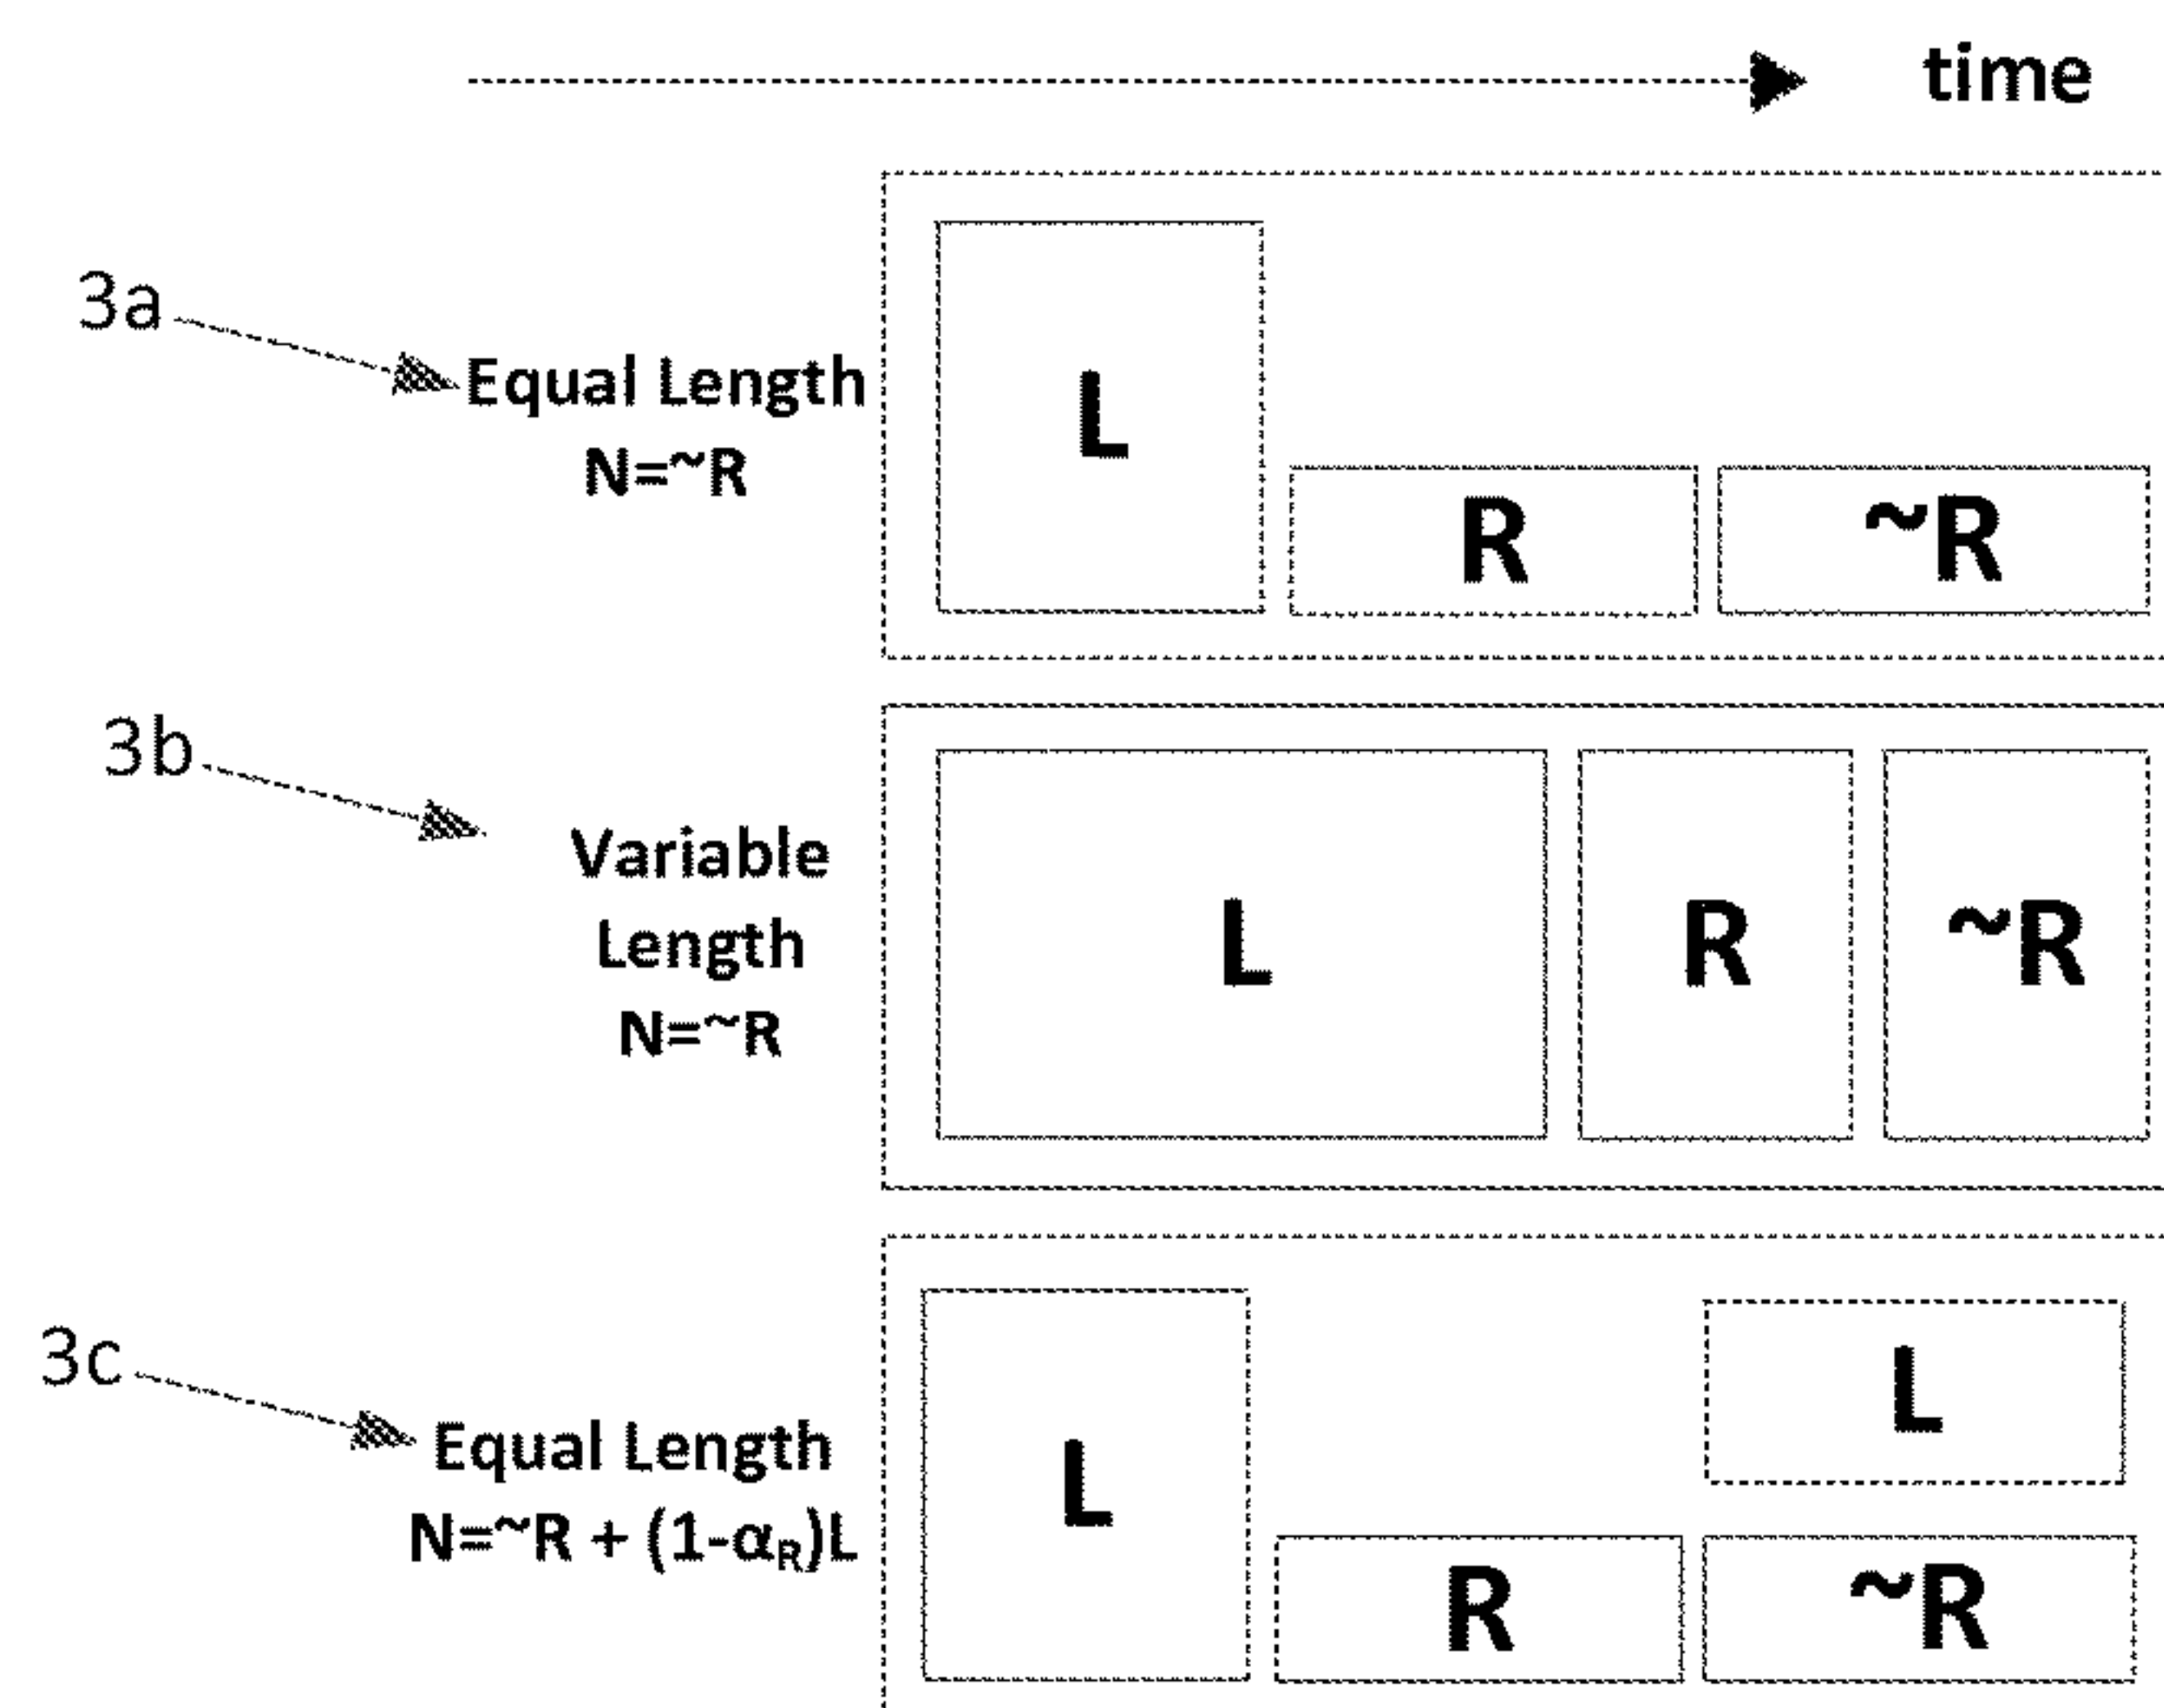 time
3a
Equal Length
N=~R
L
R
~R
3b
Variable
Length
N=~R
L
R
~R
3c
Equal Length
N=~R + (1-αR)L
L
L
R
~R